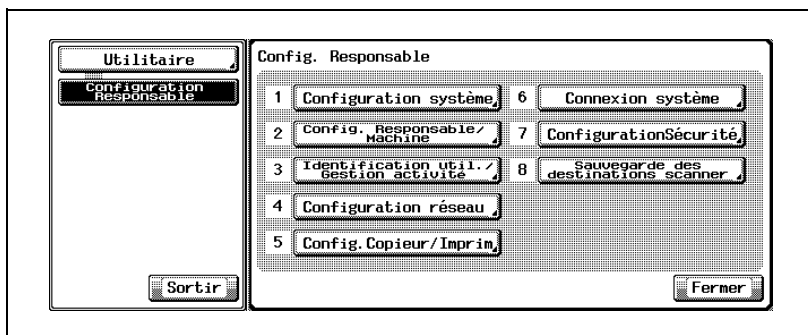 Utilitaire
Configuration
Responsable
Sortir
Config. Responsable
1 Configuration système
2 Config. Responsable/
Machine
3 Identification util./
Gestion activité
4 Configuration réseau
5 Config.Copieur/Imprim
6 Connexion système
7 ConfigurationSécurité
8 Sauvegarde des
destinations scanner
Fermer